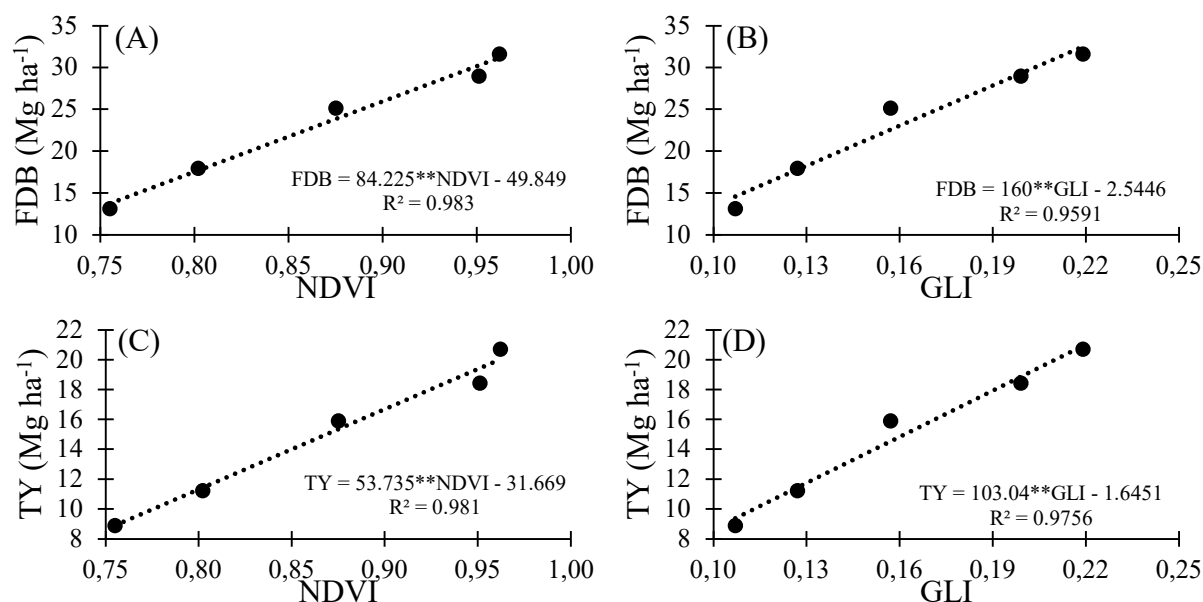 (A)
FDB (Mg ha⁻¹)
35
30
25
20
15
10
FDB = 84.225**NDVI - 49.849
R² = 0.983
0,75 0,80 0,85 0,90 0,95 1,00
NDVI
(B)
FDB (Mg ha⁻¹)
35
30
25
20
15
10
FDB = 160**GLI - 2.5446
R² = 0.9591
0,10 0,13 0,16 0,19 0,22 0,25
GLI
(C)
TY (Mg ha⁻¹)
22
20
18
16
14
12
10
8
TY = 53.735**NDVI - 31.669
R² = 0.981
0,75 0,80 0,85 0,90 0,95 1,00
NDVI
(D)
TY (Mg ha⁻¹)
22
20
18
16
14
12
10
8
TY = 103.04**GLI - 1.6451
R² = 0.9756
0,10 0,13 0,16 0,19 0,22 0,25
GLI